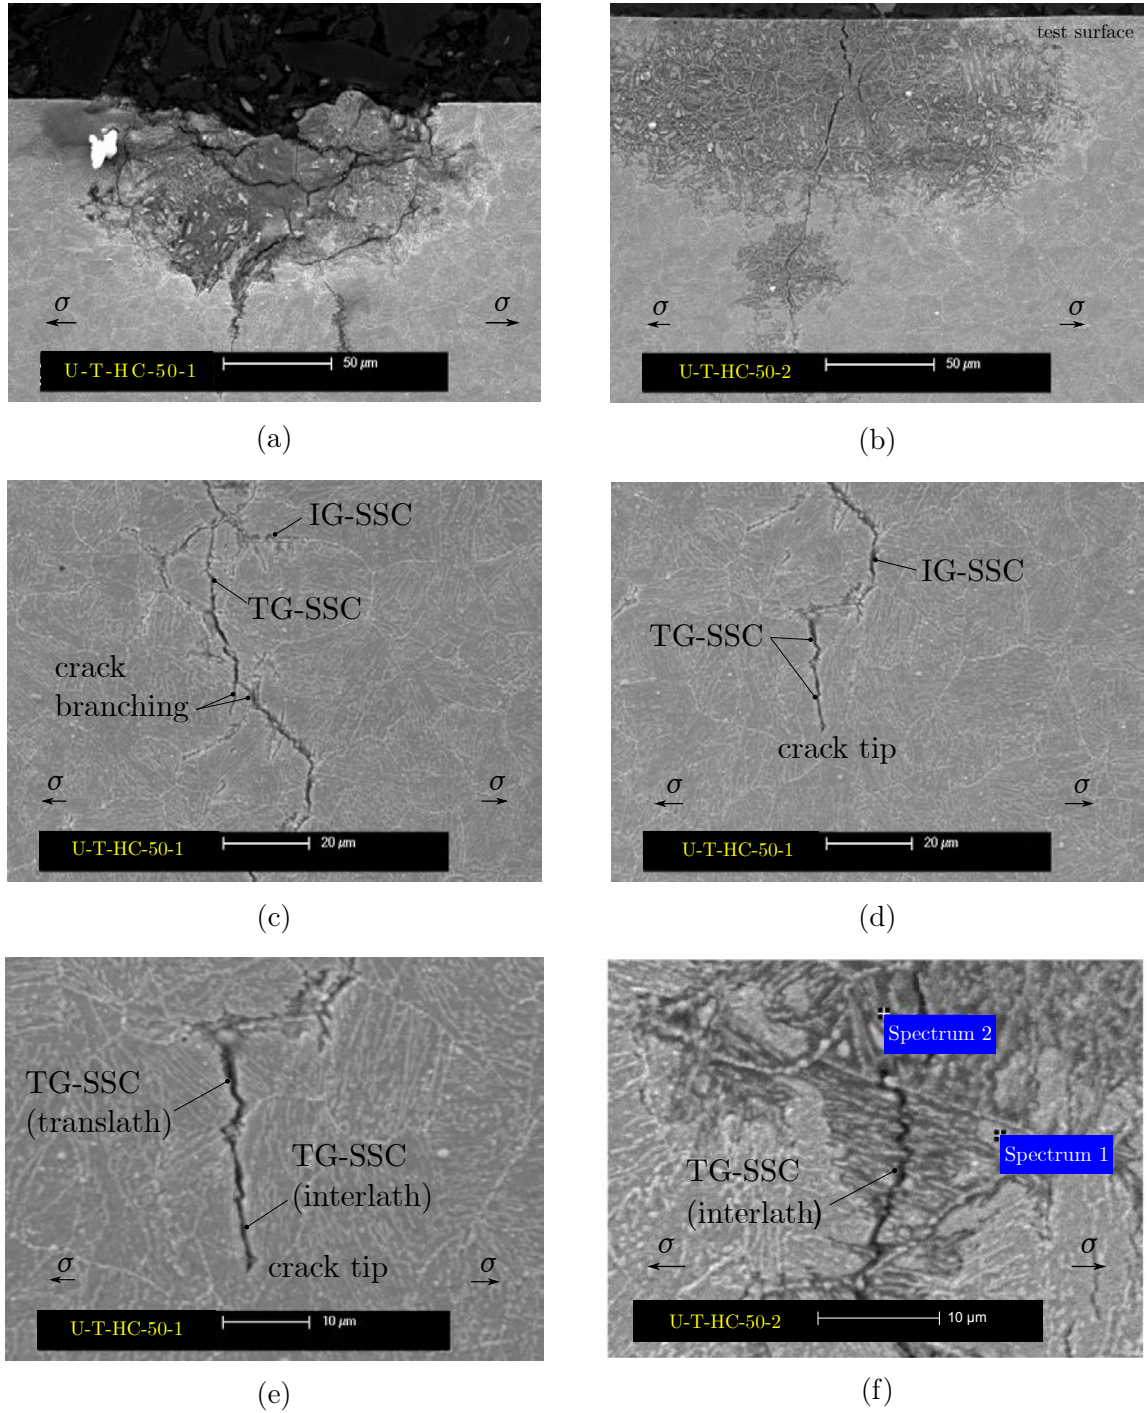 test surface
σ
σ
50 μm
U-T-HC-50-1
(a)
σ
σ
50 μm
U-T-HC-50-2
(b)
IG-SSC
TG-SSC
crack
branching
σ
σ
20 μm
U-T-HC-50-1
(c)
IG-SSC
TG-SSC
crack tip
σ
σ
20 μm
U-T-HC-50-1
(d)
TG-SSC
(translath)
TG-SSC
(interlath)
crack tip
σ
σ
10 μm
U-T-HC-50-1
(e)
Spectrum 2
Spectrum 1
TG-SSC
(interlath)
σ
σ
10 μm
U-T-HC-50-2
(f)